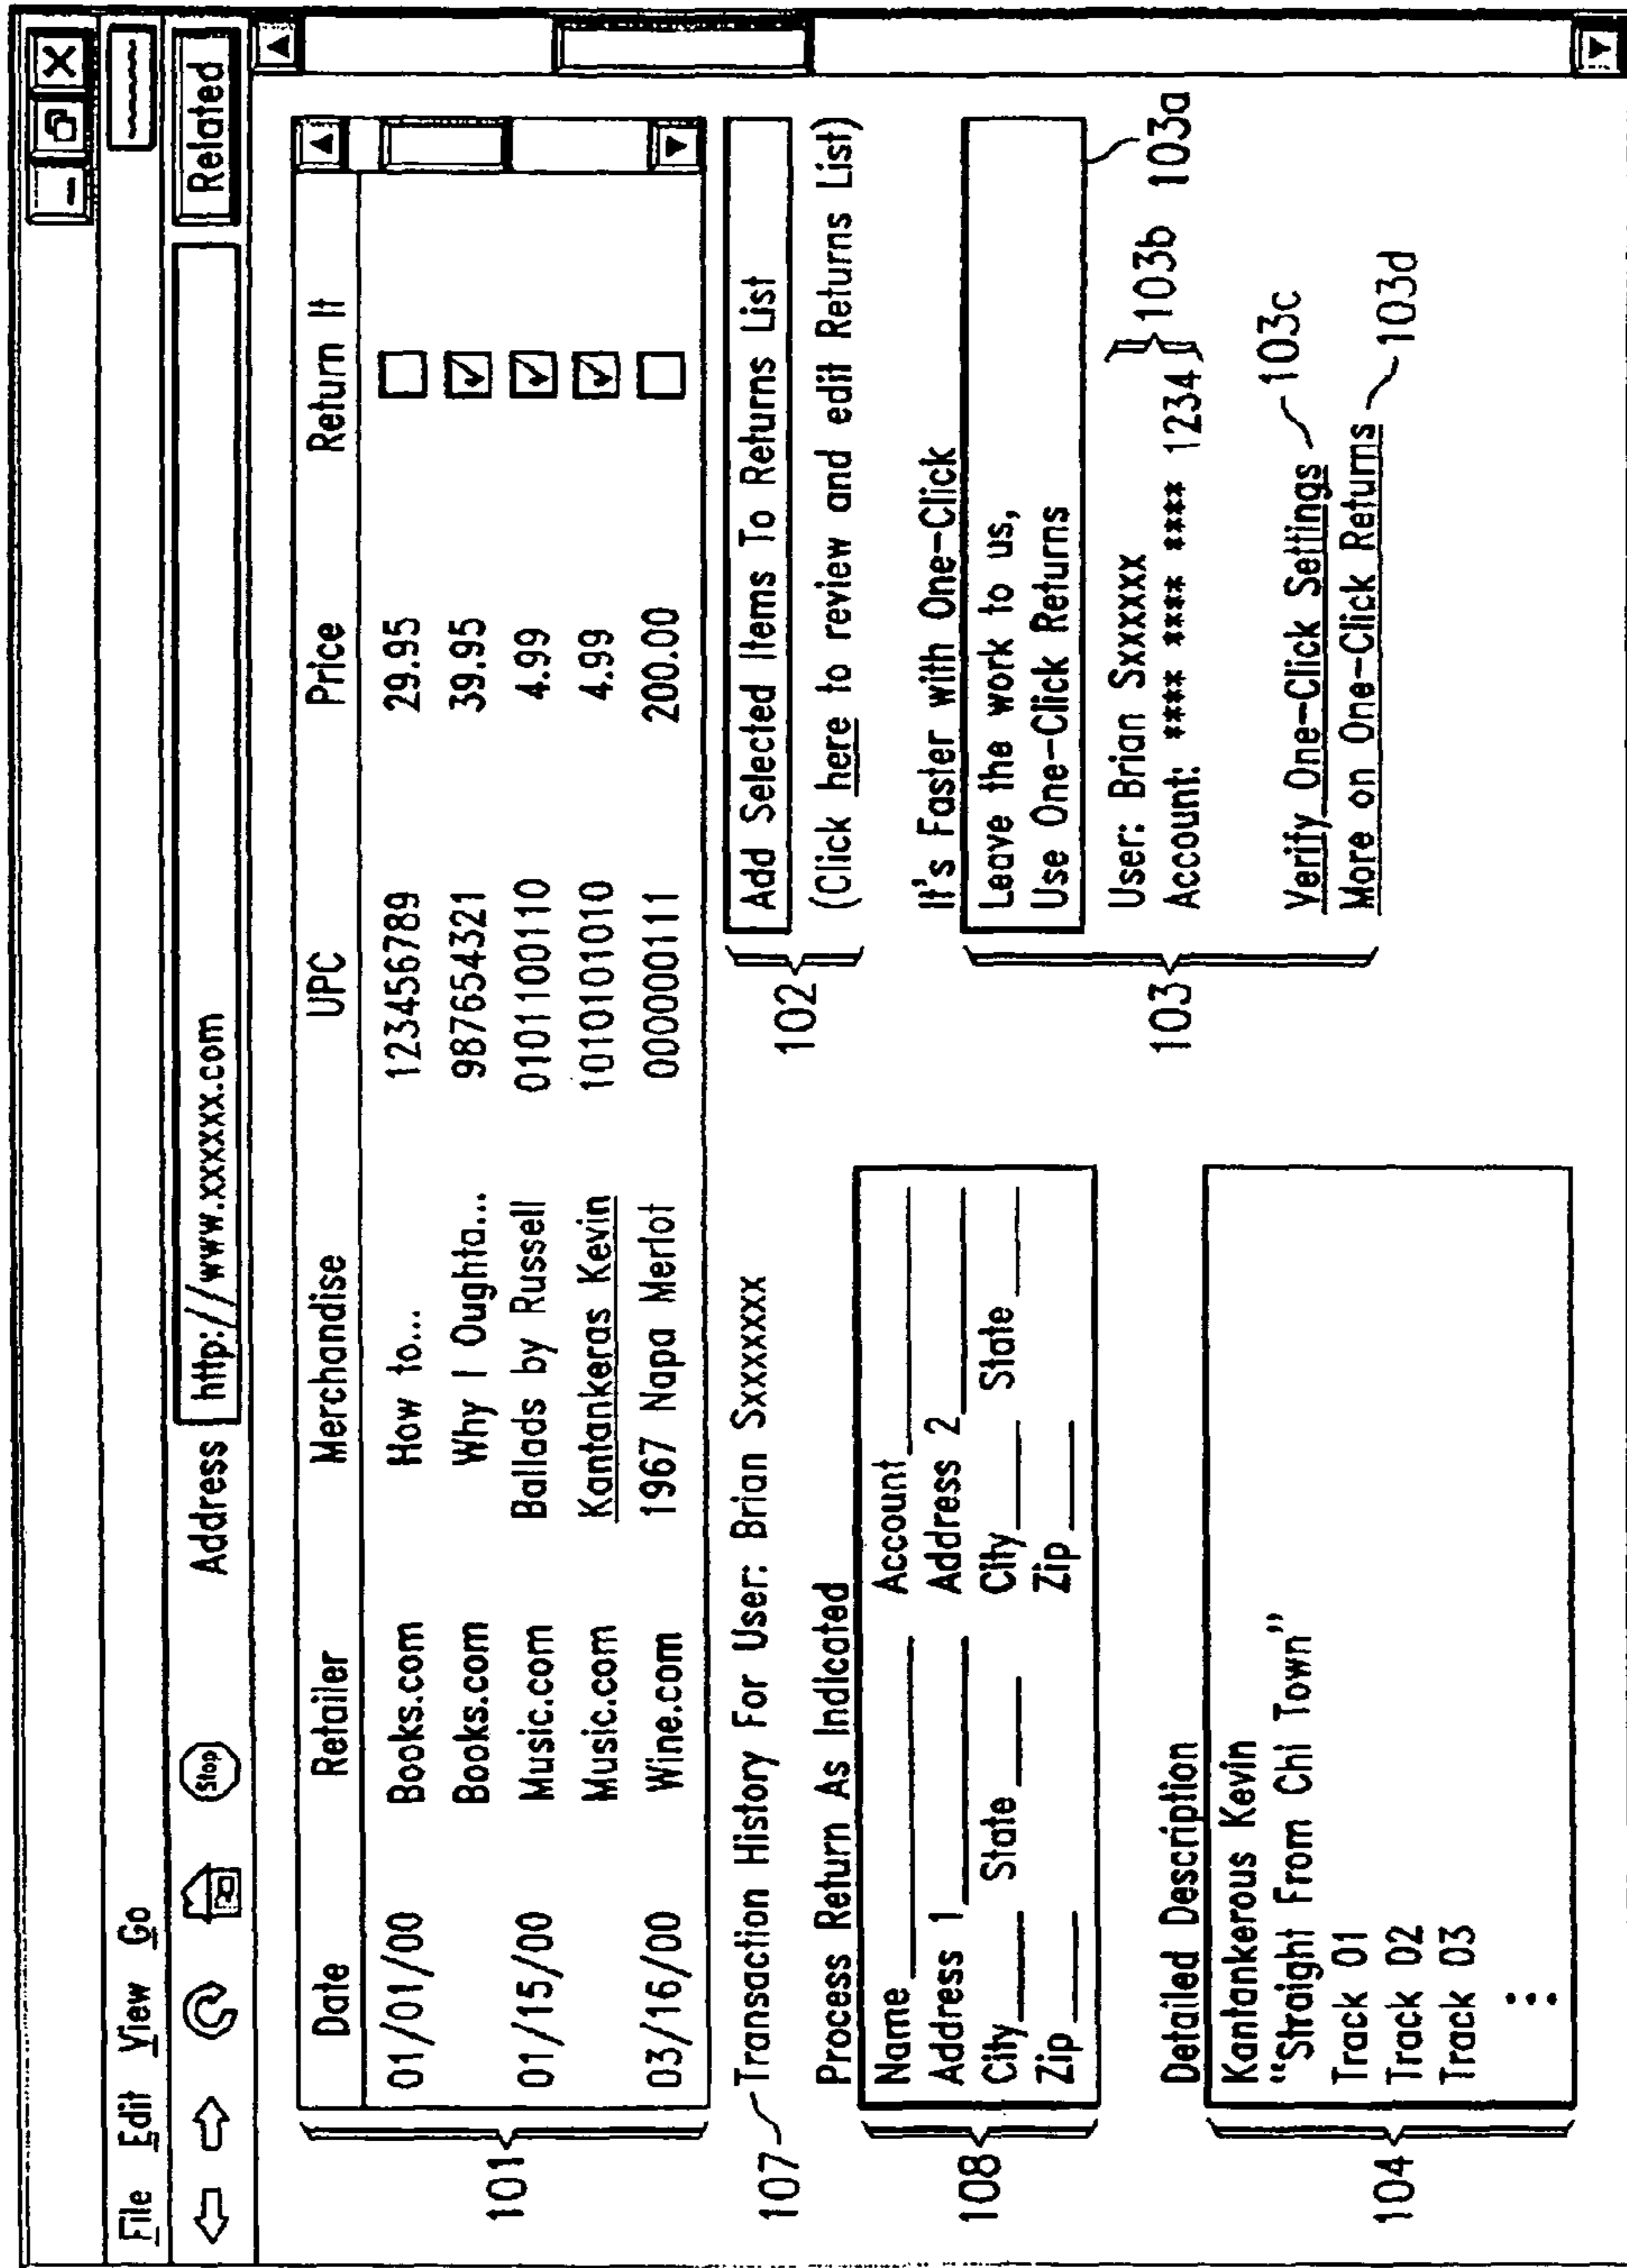 File Edit View Go
Stop Address http://www.xxxxxx.com Related
Date Retailer Merchandise UPC Price Return It
01/01/00 Books.com How to... 123456789 29.95
Books.com Why I Oughta... 987654321 39.95
01/15/00 Music.com Ballads by Russell 0101100110 4.99
Music.com Kantankeras Kevin 1010101010 4.99
03/16/00 Wine.com 1967 Napa Merlot 000000111 200.00
101
107 Transaction History For User: Brian Sxxxxxx
Process Return As Indicated
Name Account
Address 1 Address 2
City State City State
Zip Zip
108
Detailed Description
Kantankerous Kevin
"Straight From Chi Town"
Track 01
Track 02
Track 03
104
Add Selected Items To Returns List
(Click here to review and edit Returns List)
102
It's Faster with One-Click
Leave the work to us,
Use One-Click Returns
103a
User: Brian Sxxxxxx
Account: **** **** **** 1234
103b
Verify One-Click Settings 103c
More on One-Click Returns 103d
103